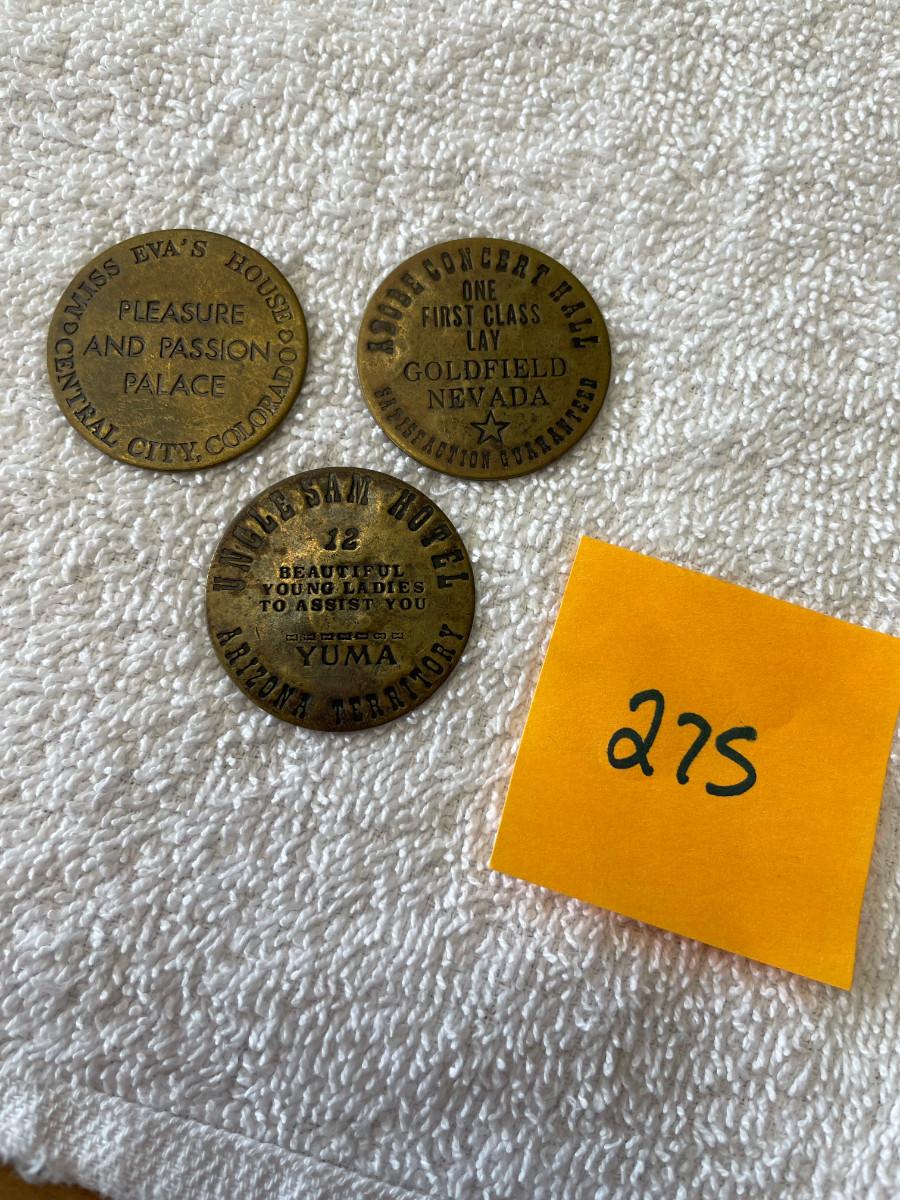 ♡MISS EVA'S HOUSE♡
PLEASURE
AND PASSION
PALACE
CENTRAL CITY, COLORADO
ADOBE CONCERT HALL
ONE
FIRST CLASS
LAY
GOLDFIELD
NEVADA
SATISFACTION GUARANTEED
UNCLE SAM HOTEL
12
BEAUTIFUL
YOUNG LADIES
TO ASSIST YOU
YUMA
ARIZONA TERRITORY
275